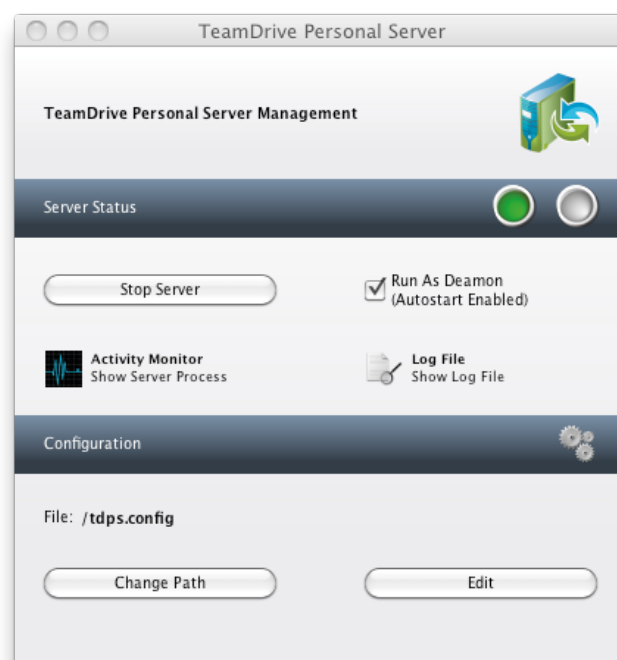 TeamDrive Personal Server
TeamDrive Personal Server Management
Server Status
Stop Server
Run As Deamon
(Autostart Enabled)
Activity Monitor
Show Server Process
Log File
Show Log File
Configuration
File: /tdps.config
Change Path
Edit